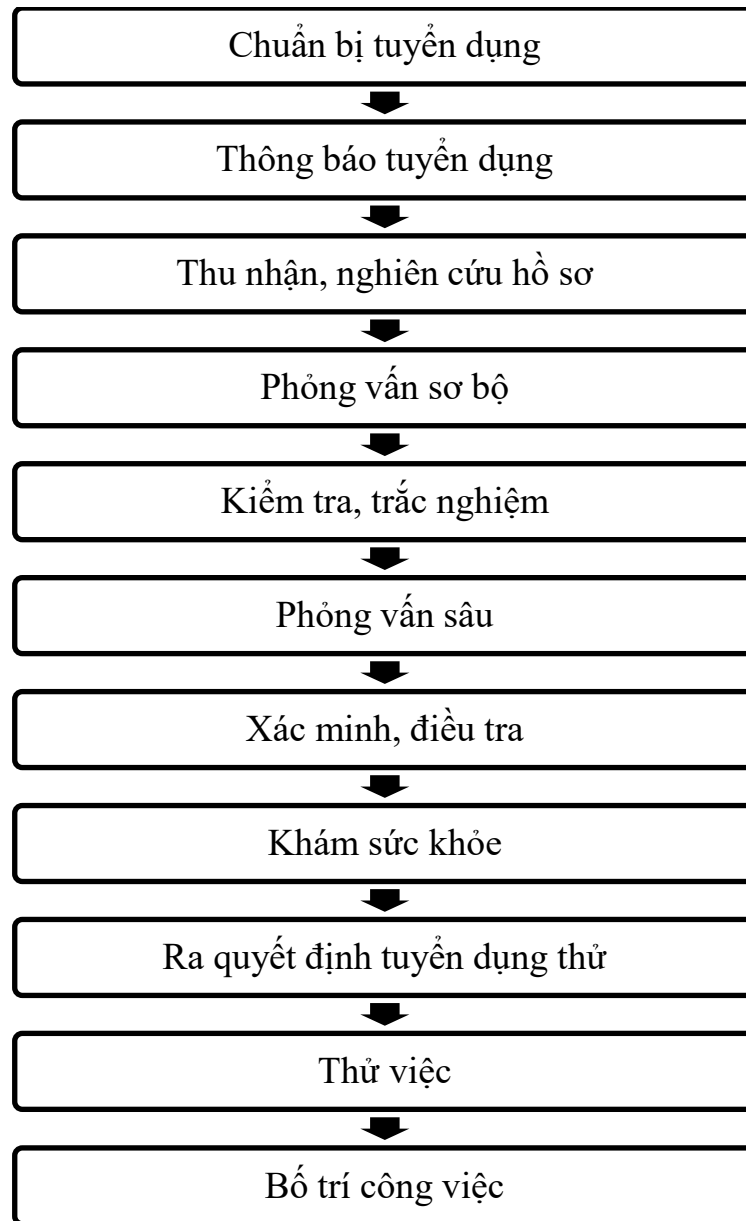 Chuẩn bị tuyển dụng
Thông báo tuyển dụng
Thu nhận, nghiên cứu hồ sơ
Phỏng vấn sơ bộ
Kiểm tra, trắc nghiệm
Phỏng vấn sâu
Xác minh, điều tra
Khám sức khỏe
Ra quyết định tuyển dụng thử
Thử việc
Bố trí công việc